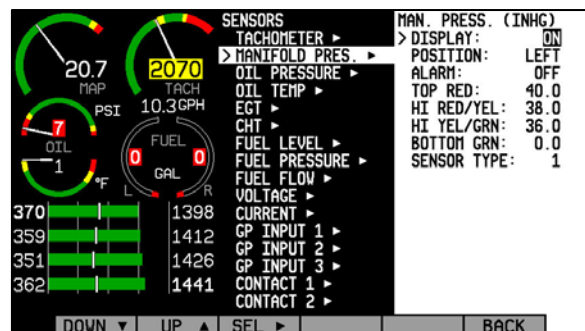 20.7
MAP
2070
TACH
PSI
10.3 GPH
7
OIL
1
°F
FUEL
0 0
GAL
L R
370 1398
359 1412
351 1426
362 1441
SENSORS
TACHOMETER ►
> MANIFOLD PRES. ►
OIL PRESSURE ►
OIL TEMP ►
EGT ►
CHT ►
FUEL LEVEL ►
FUEL PRESSURE ►
FUEL FLOW ►
VOLTAGE ►
CURRENT ►
GP INPUT 1 ►
GP INPUT 2 ►
GP INPUT 3 ►
CONTACT 1 ►
CONTACT 2 ►
MAN. PRESS. (INHG)
> DISPLAY: ON
POSITION: LEFT
ALARM: OFF
TOP RED: 40.0
HI RED/YEL: 38.0
HI YEL/GRN: 36.0
BOTTOM GRN: 0.0
SENSOR TYPE: 1
DOWN ▼ UP ▲ SEL ► BACK